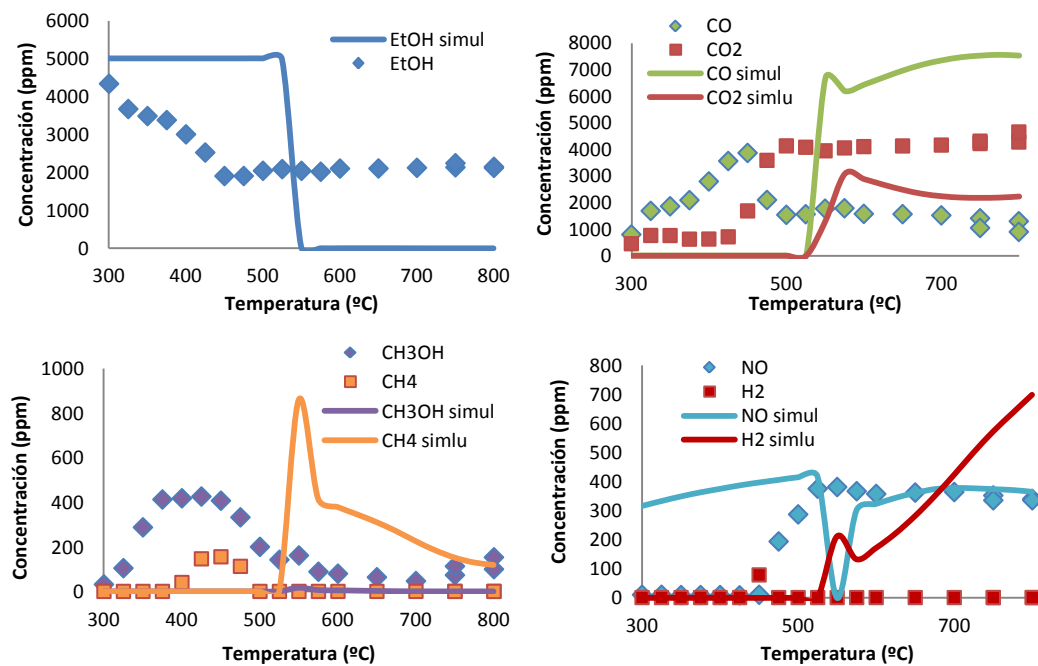 Concentración (ppm)
6000
5000
4000
3000
2000
1000
0
300 400 500 600 700 800
Temperatura (ºC)
EtOH simul
EtOH
Concentración (ppm)
8000
7000
6000
5000
4000
3000
2000
1000
0
300 500 700
Temperatura (ºC)
CO
CO2
CO simul
CO2 simlu
Concentración (ppm)
1000
800
600
400
200
0
300 400 500 600 700 800
Temperatura (ºC)
CH3OH
CH4
CH3OH simul
CH4 simlu
Concentración (ppm)
800
700
600
500
400
300
200
100
0
300 500 700
Temperatura (ºC)
NO
H2
NO simul
H2 simlu